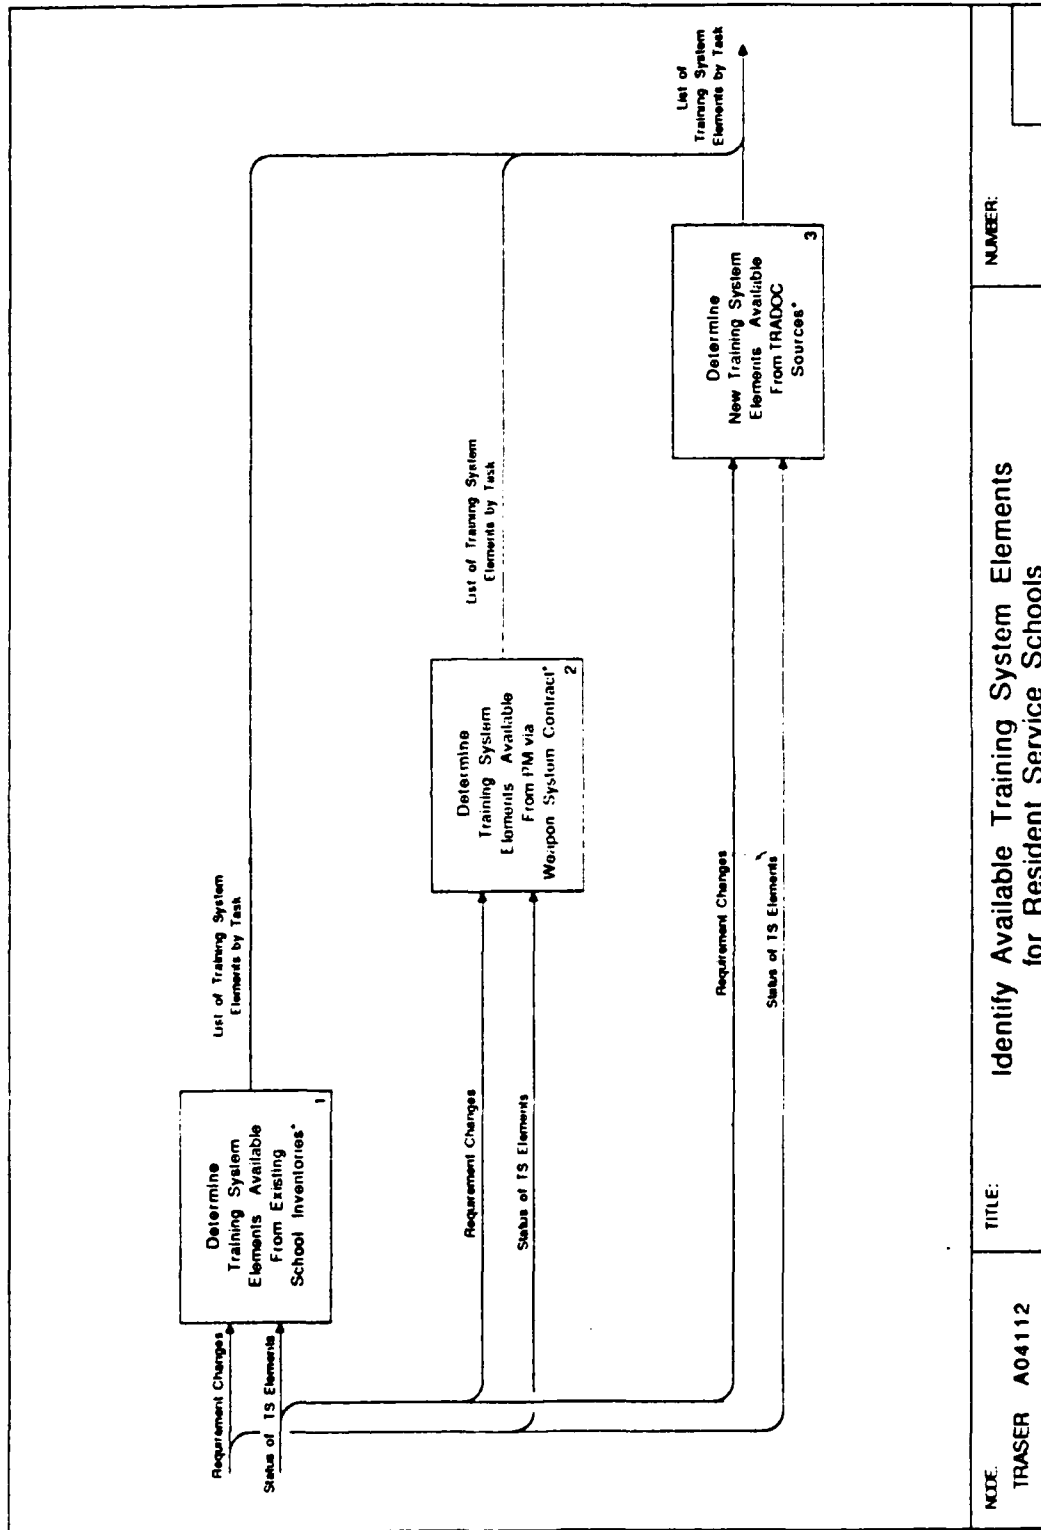 Requirement Changes
Status of TS Elements
Determine
Training System
Elements Available
From Existing
School Inventories*
1
List of Training System
Elements by Task
Requirement Changes
Status of TS Elements
Determine
Training System
Elements Available
From PM via
Weapon System Contract*
2
List of Training System
Elements by Task
Requirement Changes
Status of TS Elements
Determine
New Training System
Elements Available
From TRADOC
Sources*
3
List of
Training System
Elements by Task
NODE:
TRASER A04112
TITLE:
Identify Available Training System Elements
for Resident Service Schools
NUMBER: